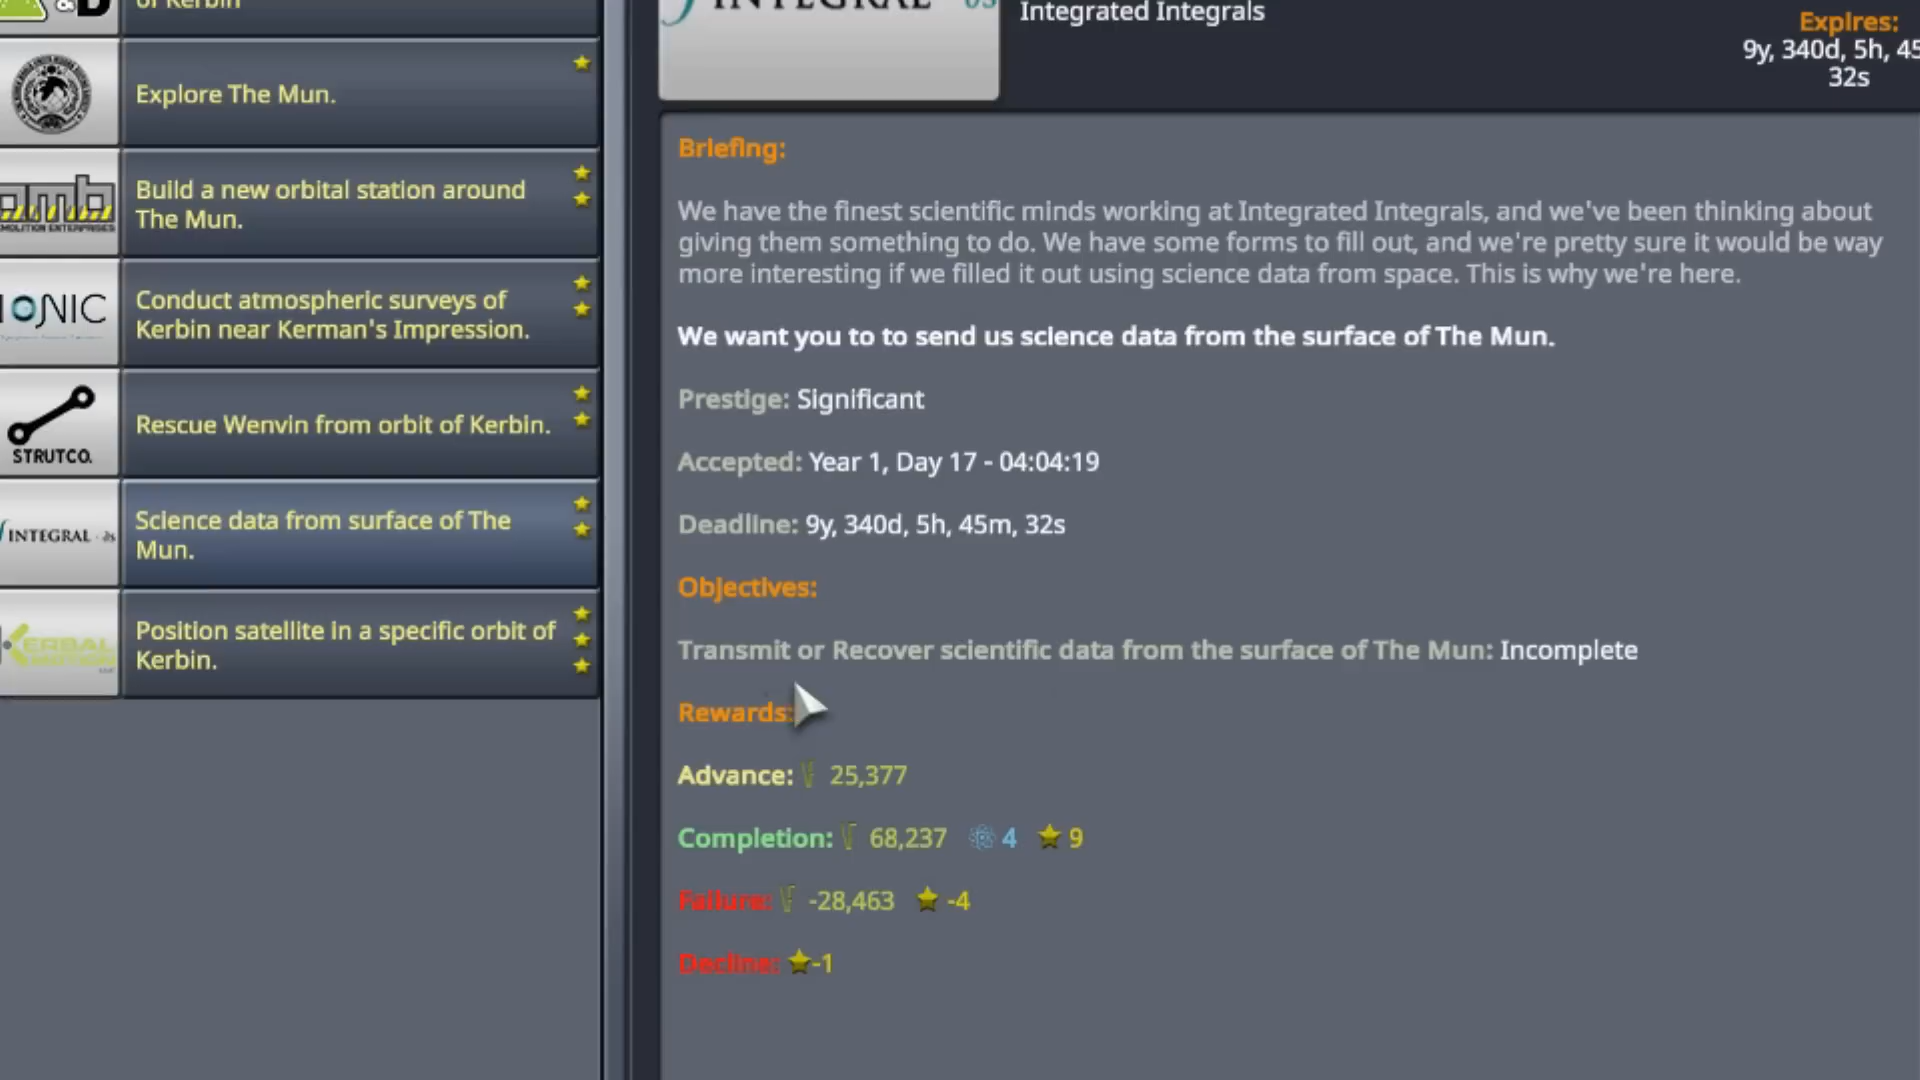 of Kerbin
&D
Explore The Mun.
Build a new orbital station around
The Mun.
Conduct atmospheric surveys of
Kerbin near Kerman's Impression.
IONIC
Rescue Wenvin from orbit of Kerbin.
STRUTCO.
Science data from surface of The
Mun.
INTEGRAL
Position satellite in a specific orbit of
Kerbin.
KERBAL
INTEGRAL
Integrated Integrals
Expires:
9y, 340d, 5h, 45
32s
Briefing:
We have the finest scientific minds working at Integrated Integrals, and we've been thinking about
giving them something to do. We have some forms to fill out, and we're pretty sure it would be way
more interesting if we filled it out using science data from space. This is why we're here.
We want you to to send us science data from the surface of The Mun.
Prestige: Significant
Accepted: Year 1, Day 17 - 04:04:19
Deadline: 9y, 340d, 5h, 45m, 32s
Objectives:
Transmit or Recover scientific data from the surface of The Mun: Incomplete
Rewards:
Advance: 25,377
Completion: 68,237 4 9
Failure: -28,463 -4
Decline: -1